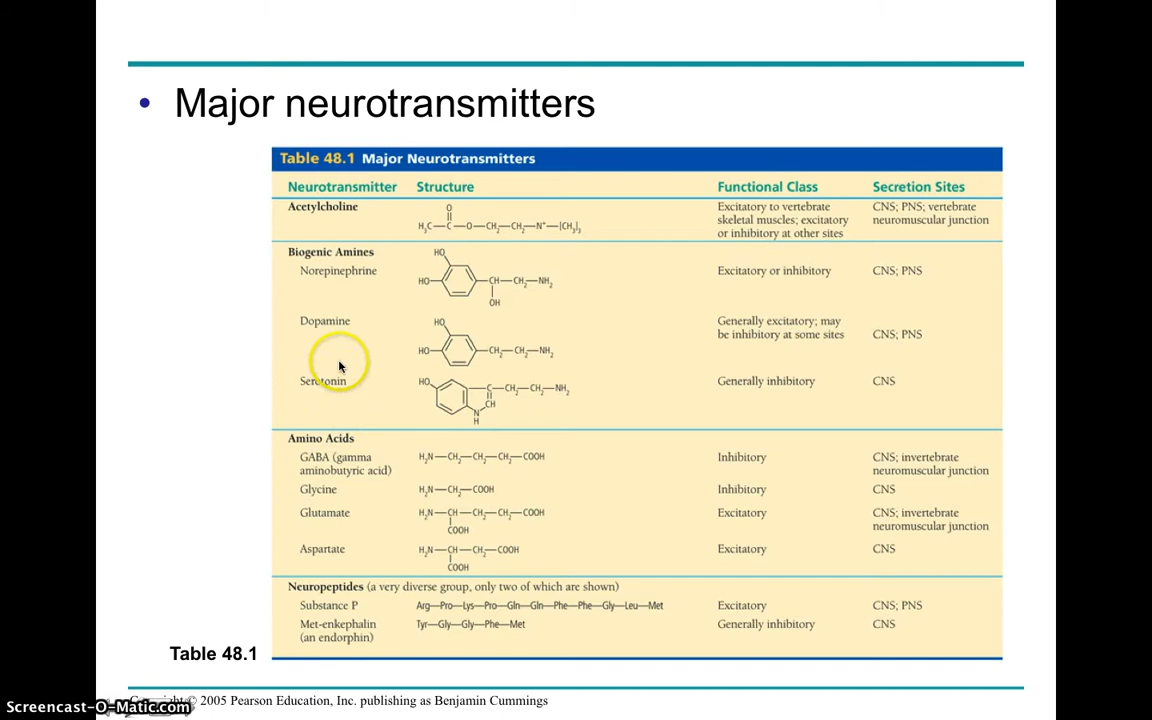 • Major neurotransmitters
Table 48.1 Major Neurotransmitters
Neurotransmitter Structure Functional Class Secretion Sites
Acetylcholine
O
H₃C—C—O—CH₂—CH₂—N⁺—[CH₃]₃
Excitatory to vertebrate
skeletal muscles; excitatory
or inhibitory at other sites
CNS; PNS; vertebrate
neuromuscular junction
Biogenic Amines
Norepinephrine
HO
HO
CH—CH₂—NH₂
OH
Excitatory or inhibitory
CNS; PNS
Dopamine
HO
HO
CH₂—CH₂—NH₂
Generally excitatory; may
be inhibitory at some sites
CNS; PNS
Serotonin
HO
C—CH₂—CH₂—NH₂
CH
N
H
Generally inhibitory
CNS
Amino Acids
GABA (gamma
aminobutyric acid)
H₂N—CH₂—CH₂—CH₂—COOH
Inhibitory
CNS; invertebrate
neuromuscular junction
Glycine
H₂N—CH₂—COOH
Inhibitory
CNS
Glutamate
H₂N—CH—CH₂—CH₂—COOH
COOH
Excitatory
CNS; invertebrate
neuromuscular junction
Aspartate
H₂N—CH—CH₂—COOH
COOH
Excitatory
CNS
Neuropeptides (a very diverse group, only two of which are shown)
Substance P
Arg—Pro—Lys—Pro—Gln—Gln—Phe—Phe—Gly—Leu—Met
Excitatory
CNS; PNS
Met-enkephalin
(an endorphin)
Tyr—Gly—Gly—Phe—Met
Generally inhibitory
CNS
Table 48.1
© 2005 Pearson Education, Inc. publishing as Benjamin Cummings
Screencast-O-Matic.com